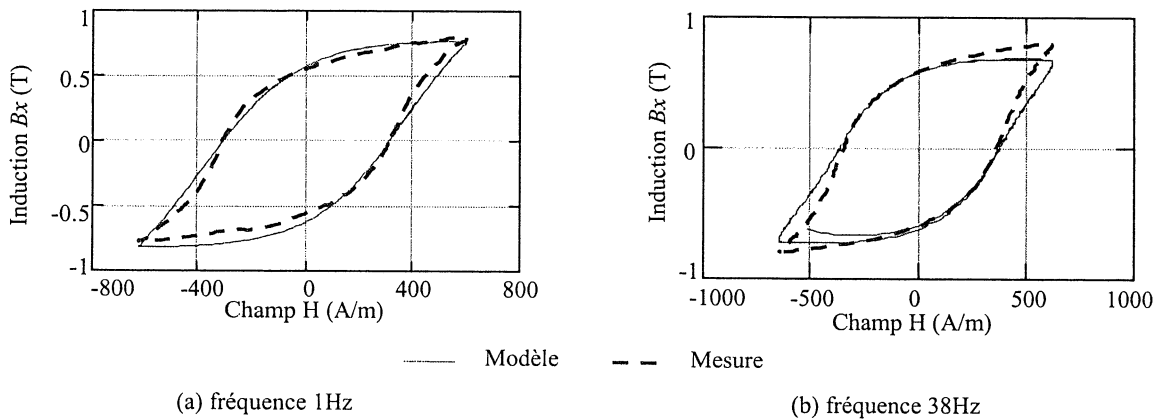 1
0.5
0
-0.5
-1
-800
-400
0
400
800
Induction Bx (T)
Champ H (A/m)
1
0
-1
-1000
-500
0
500
1000
Induction Bx (T)
Champ H (A/m)
Modèle
Mesure
(a) fréquence 1Hz
(b) fréquence 38Hz